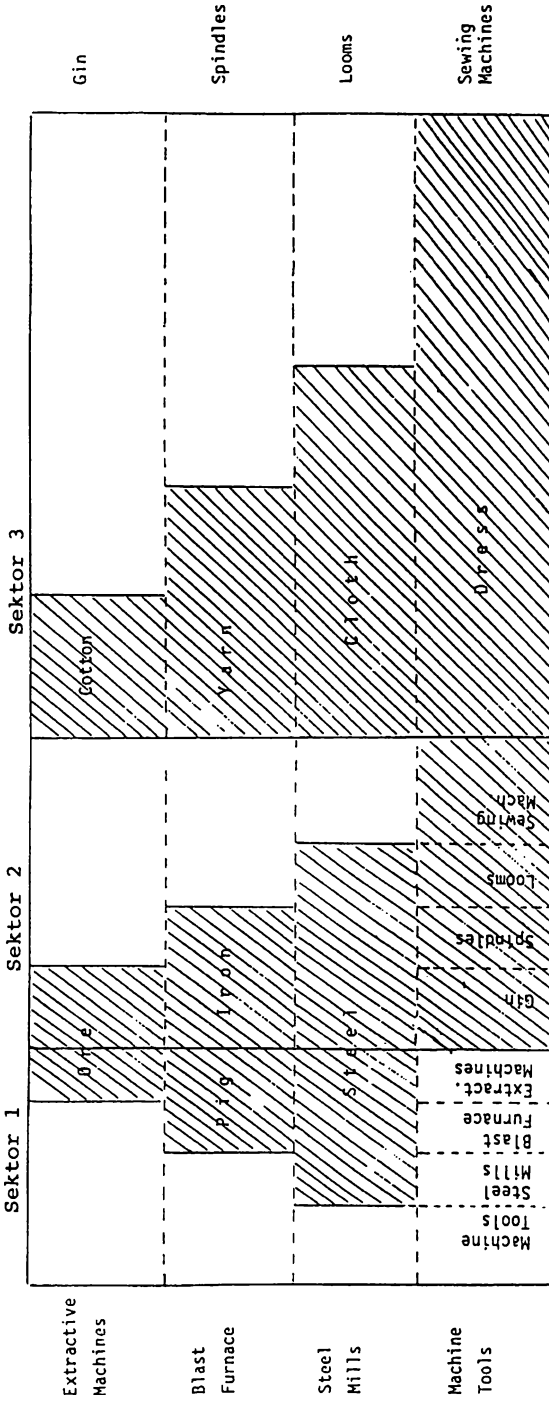 Sektor 1
Sektor 2
Sektor 3
Extractive
Machines
Ore
Cotton
Gin
Blast
Furnace
Pig Iron
Yarn
Spindles
Steel
Mills
Steel
Cloth
Looms
Machine
Tools
Machine
Tools
Steel
Mills
Blast
Furnace
Extract.
Machines
Gin
Spindles
Looms
Sewing
Mach
Dress
Sewing
Machines